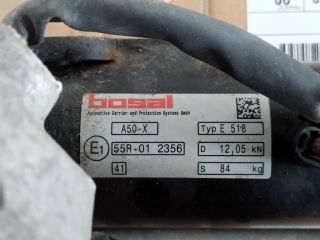 bosal
Automotive Carrier and Protection Systems GmbH
A50-X Typ E 518
E1 55R-01 2356 D 12,05 kN
41 S 84 kg